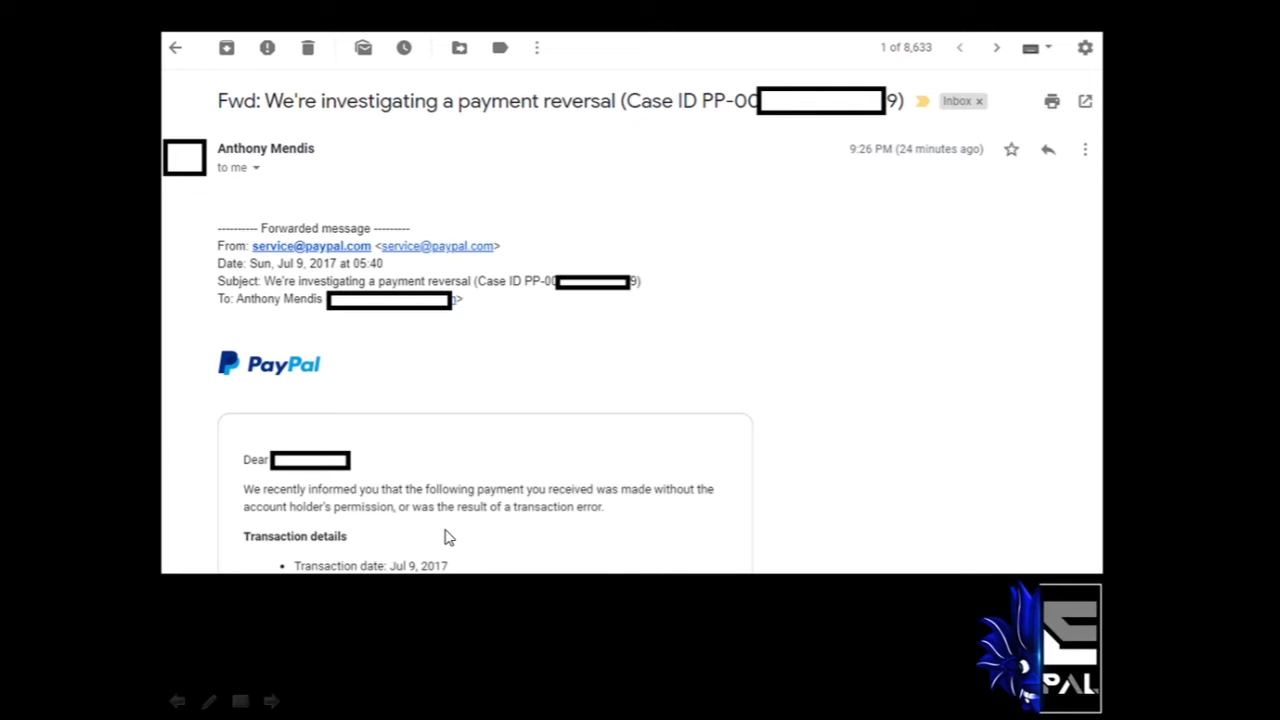 1 of 8,633
Fwd: We're investigating a payment reversal (Case ID PP-00 9) Inbox x
Anthony Mendis 9:26 PM (24 minutes ago)
to me
---------- Forwarded message ---------
From: service@paypal.com <service@paypal.com>
Date: Sun, Jul 9, 2017 at 05:40
Subject: We're investigating a payment reversal (Case ID PP-00 9)
To: Anthony Mendis >
PayPal
Dear
We recently informed you that the following payment you received was made without the
account holder's permission, or was the result of a transaction error.
Transaction details
• Transaction date: Jul 9, 2017
E
PAL